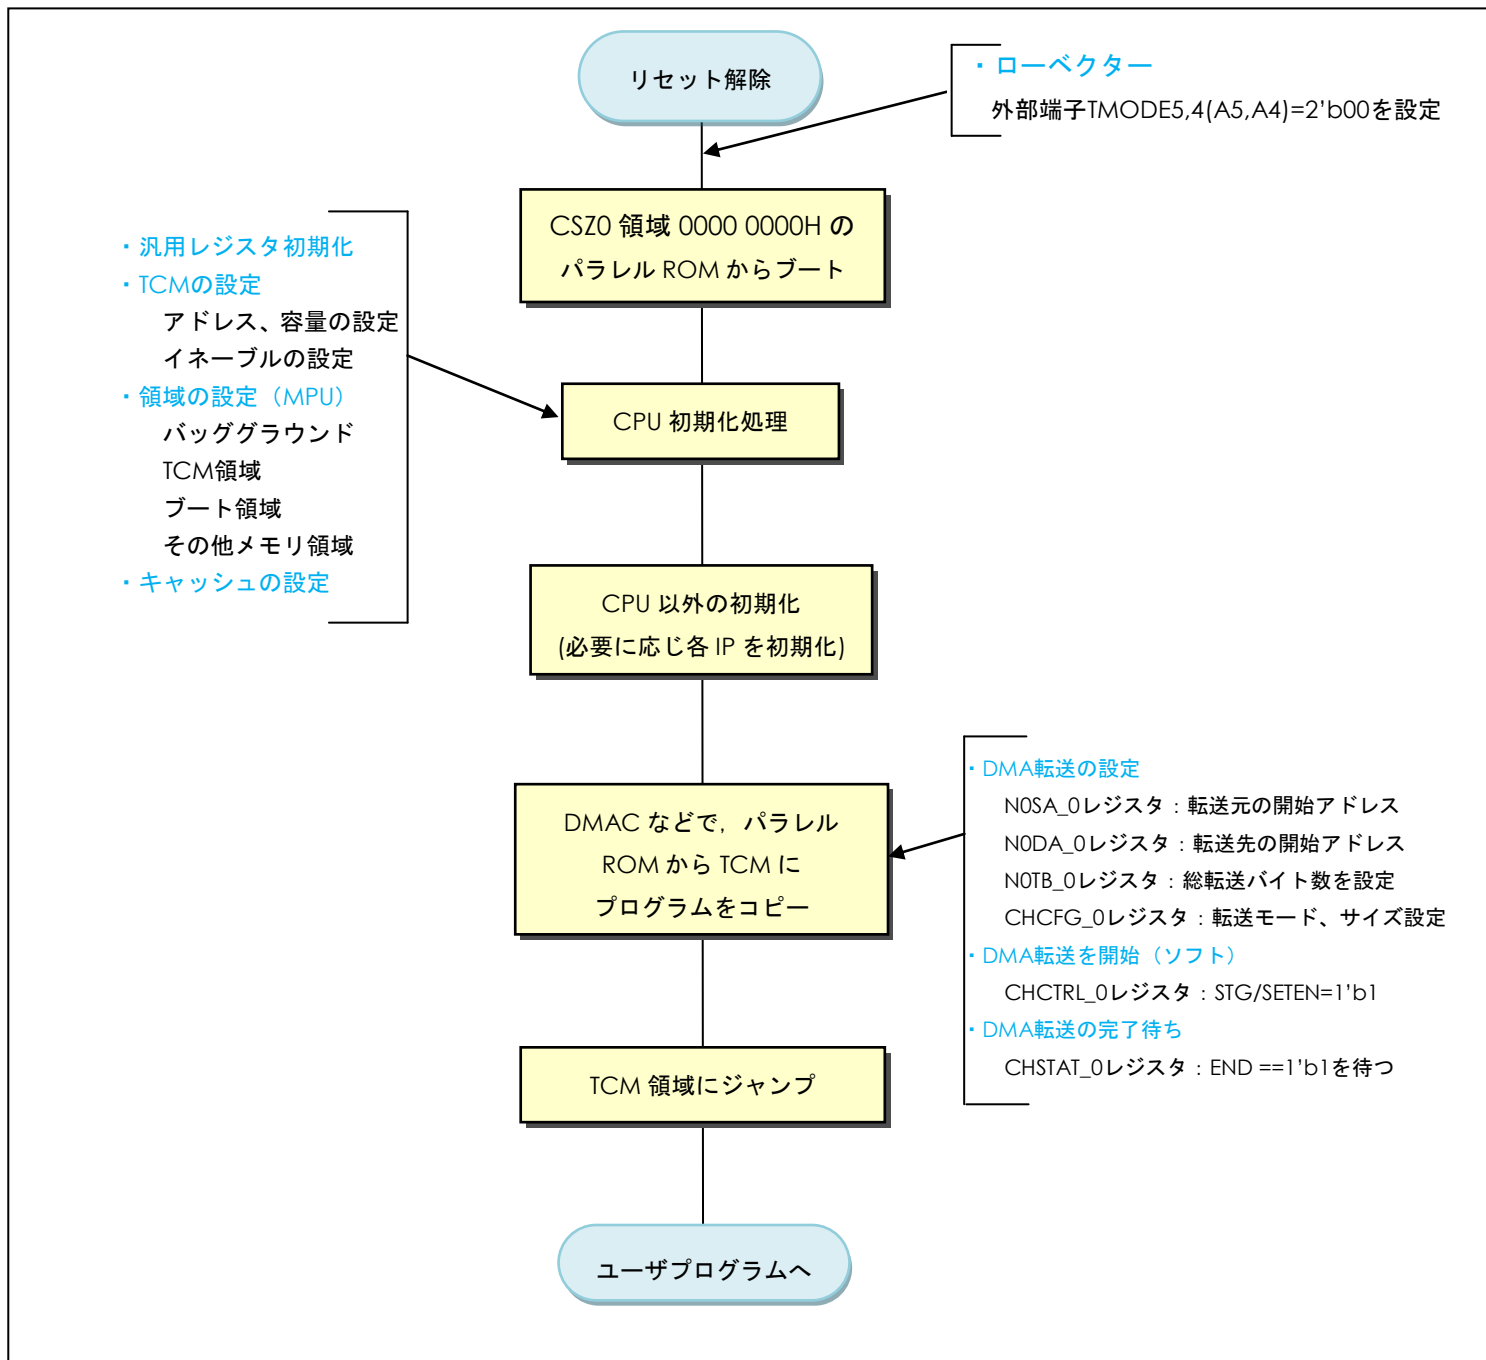 リセット解除
・ローベクター
外部端子TMODE5,4(A5,A4)=2'b00を設定
CSZ0 領域 0000 0000H の
パラレル ROM からブート
・汎用レジスタ初期化
・TCMの設定
アドレス、容量の設定
イネーブルの設定
・領域の設定（MPU）
バッググラウンド
TCM領域
ブート領域
その他メモリ領域
・キャッシュの設定
CPU 初期化処理
CPU 以外の初期化
(必要に応じ各 IP を初期化)
DMAC などで，パラレル
ROM から TCM に
プログラムをコピー
・DMA転送の設定
N0SA_0レジスタ：転送元の開始アドレス
N0DA_0レジスタ：転送先の開始アドレス
N0TB_0レジスタ：総転送バイト数を設定
CHCFG_0レジスタ：転送モード、サイズ設定
・DMA転送を開始（ソフト）
CHCTRL_0レジスタ：STG/SETEN=1'b1
・DMA転送の完了待ち
CHSTAT_0レジスタ：END ==1'b1を待つ
TCM 領域にジャンプ
ユーザプログラムへ